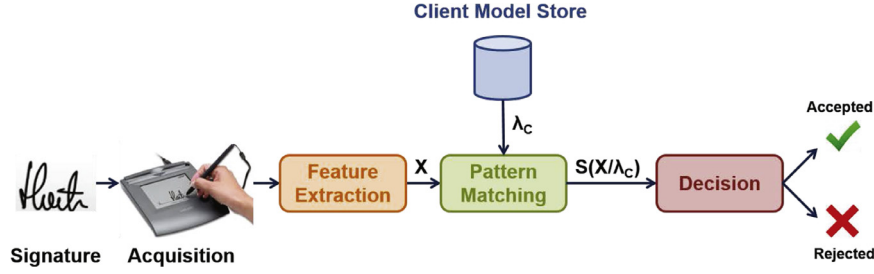 Client Model Store
λC
Accepted
Feature
Extraction
X
Pattern
Matching
S(X/λC)
Decision
Signature
Acquisition
Rejected